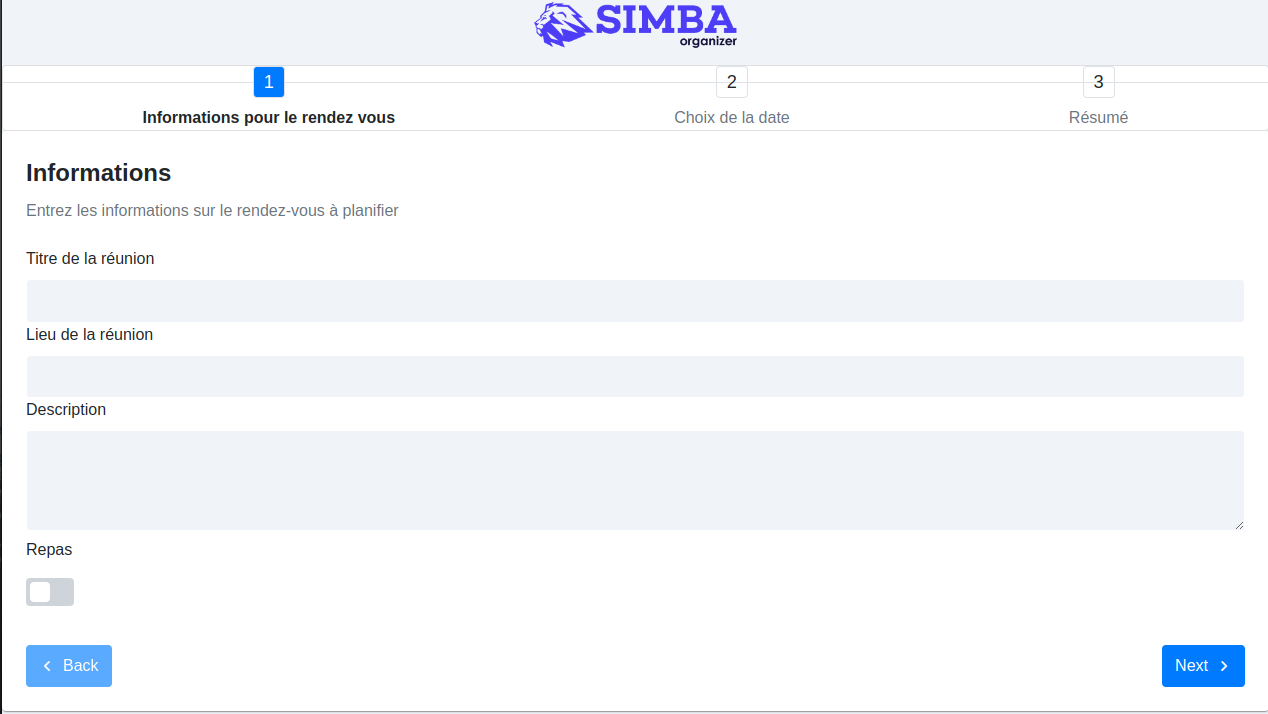 SIMBA
organizer
1
2
3
Informations pour le rendez vous
Choix de la date
Résumé
Informations
Entrez les informations sur le rendez-vous à planifier
Titre de la réunion
Lieu de la réunion
Description
Repas
Back
Next